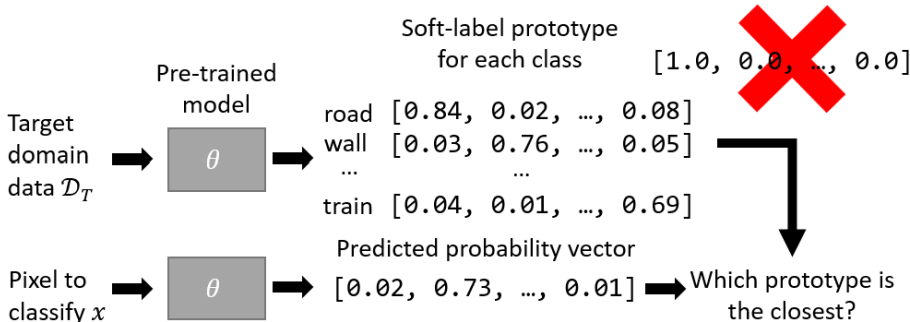 Soft-label prototype
for each class
[1.0, 0.0, …, 0.0]
Pre-trained
model
Target
domain
data 𝒟_T
θ
road [0.84, 0.02, …, 0.08]
wall [0.03, 0.76, …, 0.05]
… …
train [0.04, 0.01, …, 0.69]
Predicted probability vector
Pixel to
classify x
θ
[0.02, 0.73, …, 0.01]
Which prototype is
the closest?